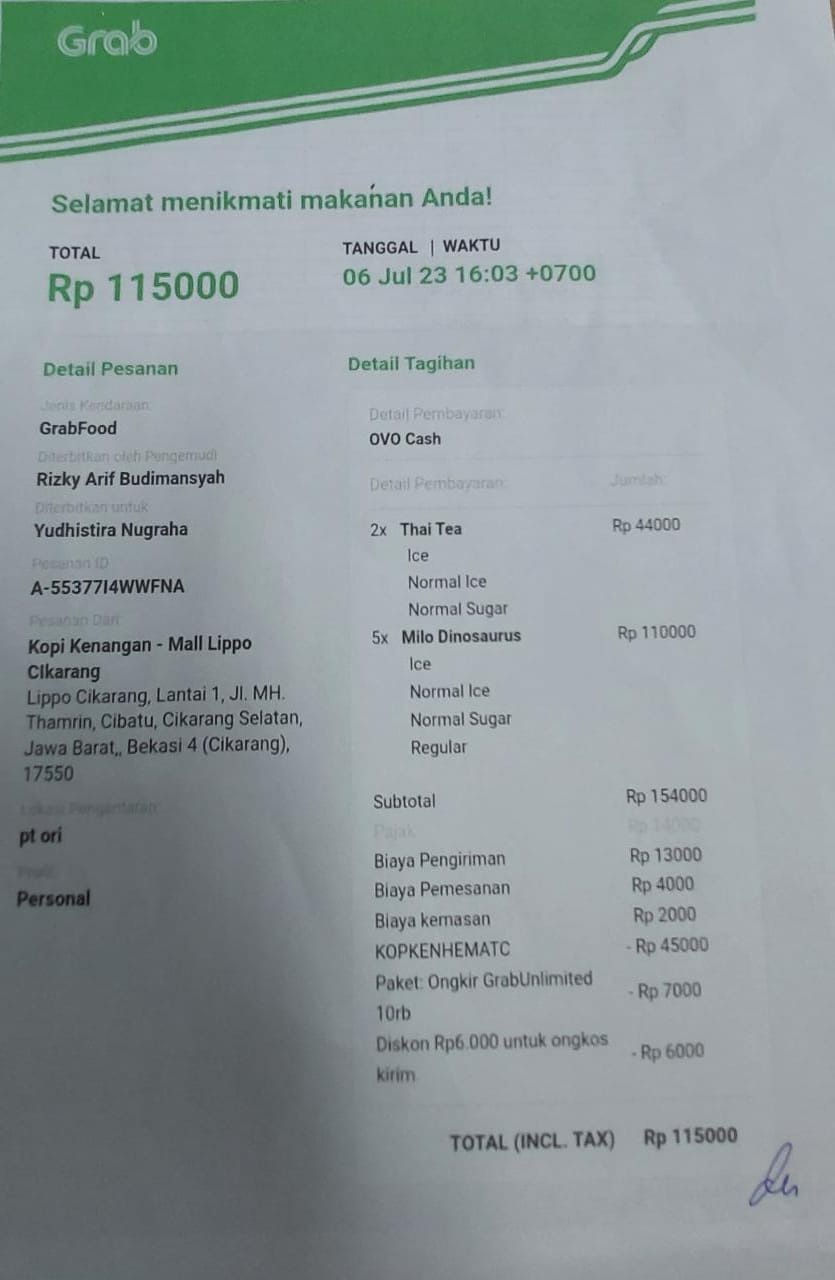 Grab
Selamat menikmati makanan Anda!
TOTAL
Rp 115000
TANGGAL | WAKTU
06 Jul 23 16:03 +0700
Detail Pesanan
Jenis Kendaraan:
GrabFood
Diterbitkan oleh Pengemudi
Rizky Arif Budimansyah
Diterbitkan untuk
Yudhistira Nugraha
Pesanan ID
A-55377I4WWFNA
Pesanan Dari:
Kopi Kenangan - Mall Lippo
CIkarang
Lippo Cikarang, Lantai 1, Jl. MH.
Thamrin, Cibatu, Cikarang Selatan,
Jawa Barat,, Bekasi 4 (Cikarang),
17550
Lokasi Pengantaran:
pt ori
Profil:
Personal
Detail Tagihan
Detail Pembayaran:
OVO Cash
Detail Pembayaran: Jumlah:
2x Thai Tea Rp 44000
Ice
Normal Ice
Normal Sugar
5x Milo Dinosaurus Rp 110000
Ice
Normal Ice
Normal Sugar
Regular
Subtotal Rp 154000
Pajak Rp 14000
Biaya Pengiriman Rp 13000
Biaya Pemesanan Rp 4000
Biaya kemasan Rp 2000
KOPKENHEMATC - Rp 45000
Paket: Ongkir GrabUnlimited
10rb - Rp 7000
Diskon Rp6.000 untuk ongkos
kirim - Rp 6000
TOTAL (INCL. TAX) Rp 115000